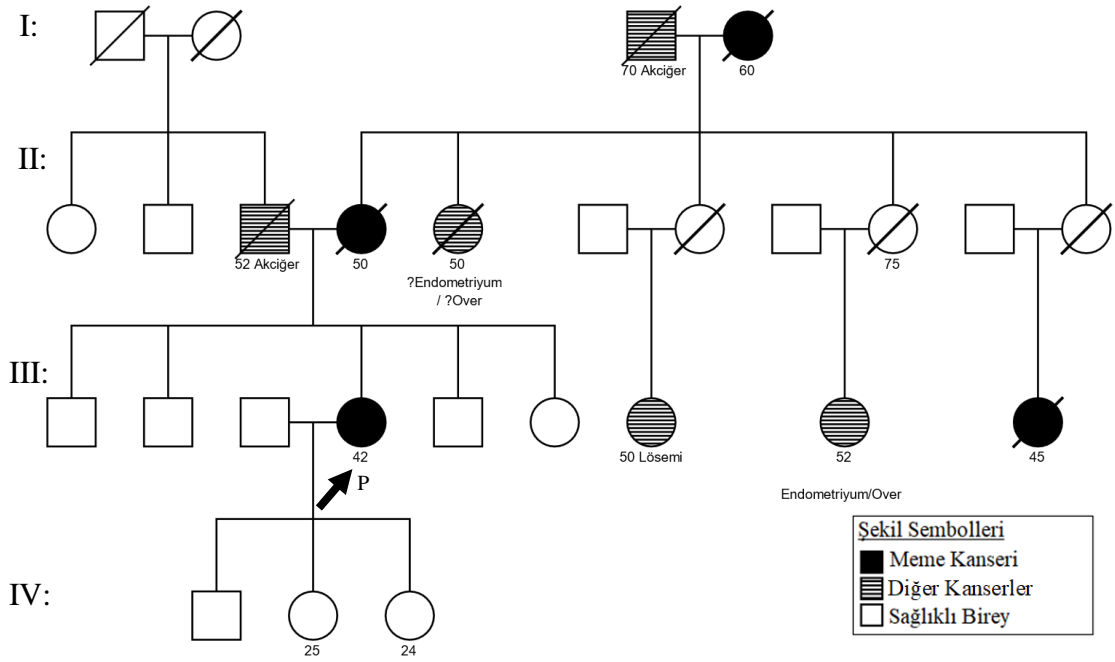 I:
70 Akciğer
60
II:
52 Akciğer
50
50
?Endometriyum
/ ?Over
75
III:
42
P
50 Lösemi
52
45
Endometriyum/Over
Şekil Sembolleri
Meme Kanseri
Diğer Kanserler
Sağlıklı Birey
IV:
25
24